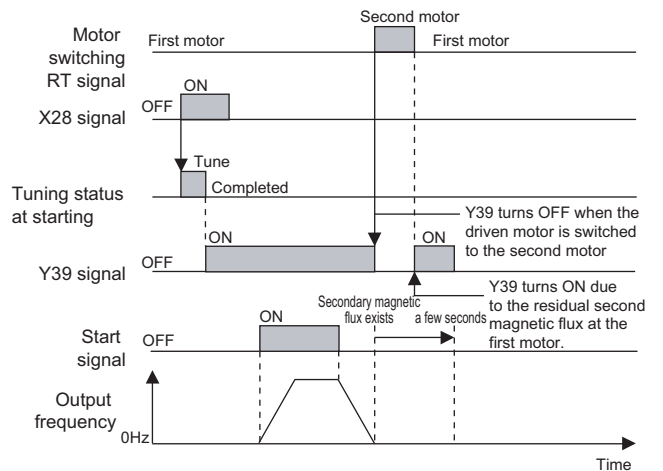 Second motor
Motor
switching
RT signal
First motor
First motor
ON
X28 signal
OFF
Tune
Tuning status
at starting
Completed
Y39 turns OFF when the
driven motor is switched
to the second motor
ON
ON
Y39 signal
OFF
Y39 turns ON due
to the residual second
magnetic flux at the
first motor.
Secondary magnetic
flux exists
a few seconds
ON
Start
signal
OFF
Output
frequency
0Hz
Time